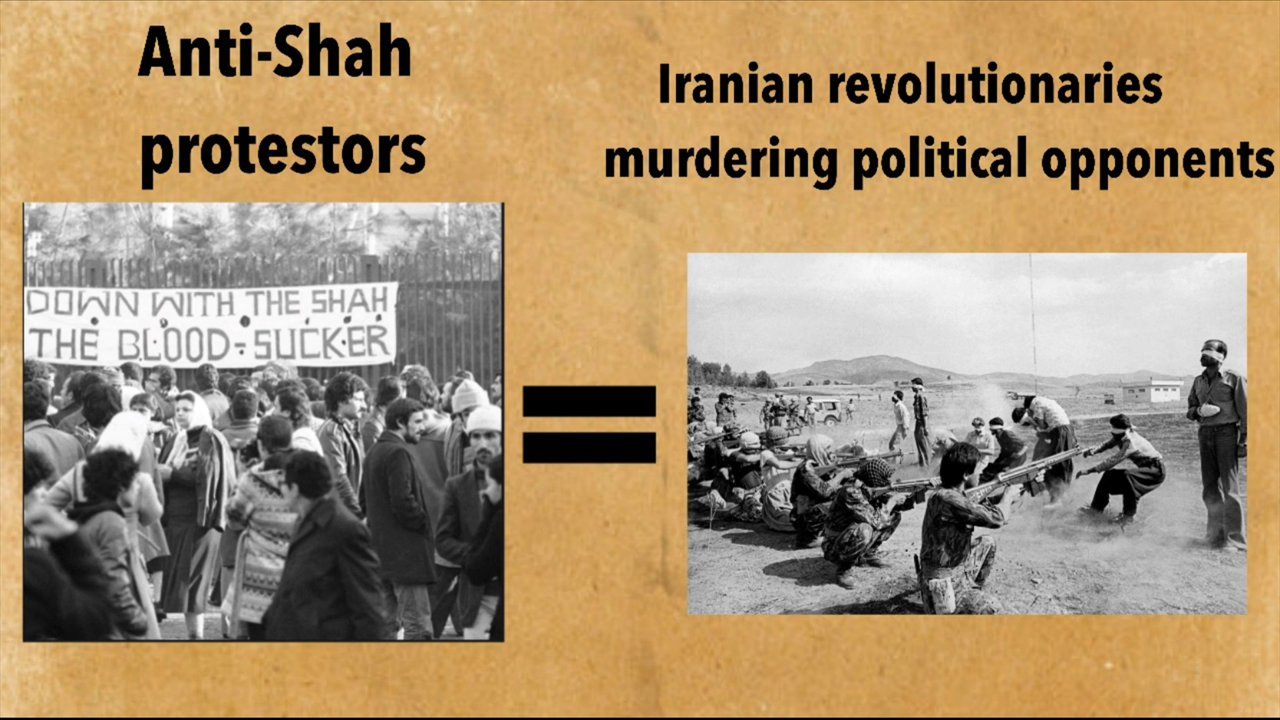 Anti-Shah
protestors
Iranian revolutionaries
murdering political opponents
DOWN WITH THE SHAH
THE BLOOD-SUCKER